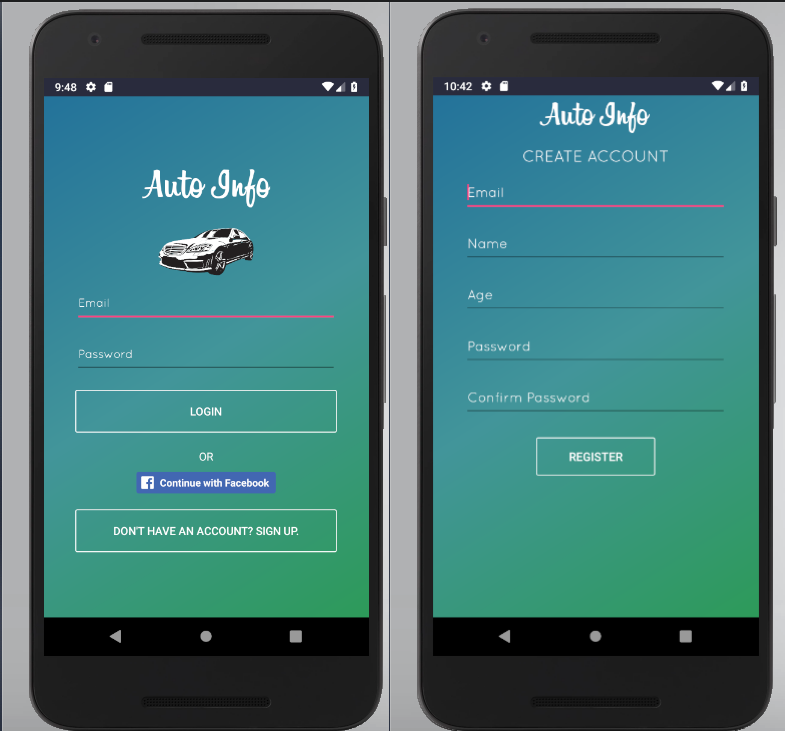 9:48
Auto Info
Email
Password
LOGIN
OR
Continue with Facebook
DON'T HAVE AN ACCOUNT? SIGN UP.
10:42
Auto Info
CREATE ACCOUNT
Email
Name
Age
Password
Confirm Password
REGISTER